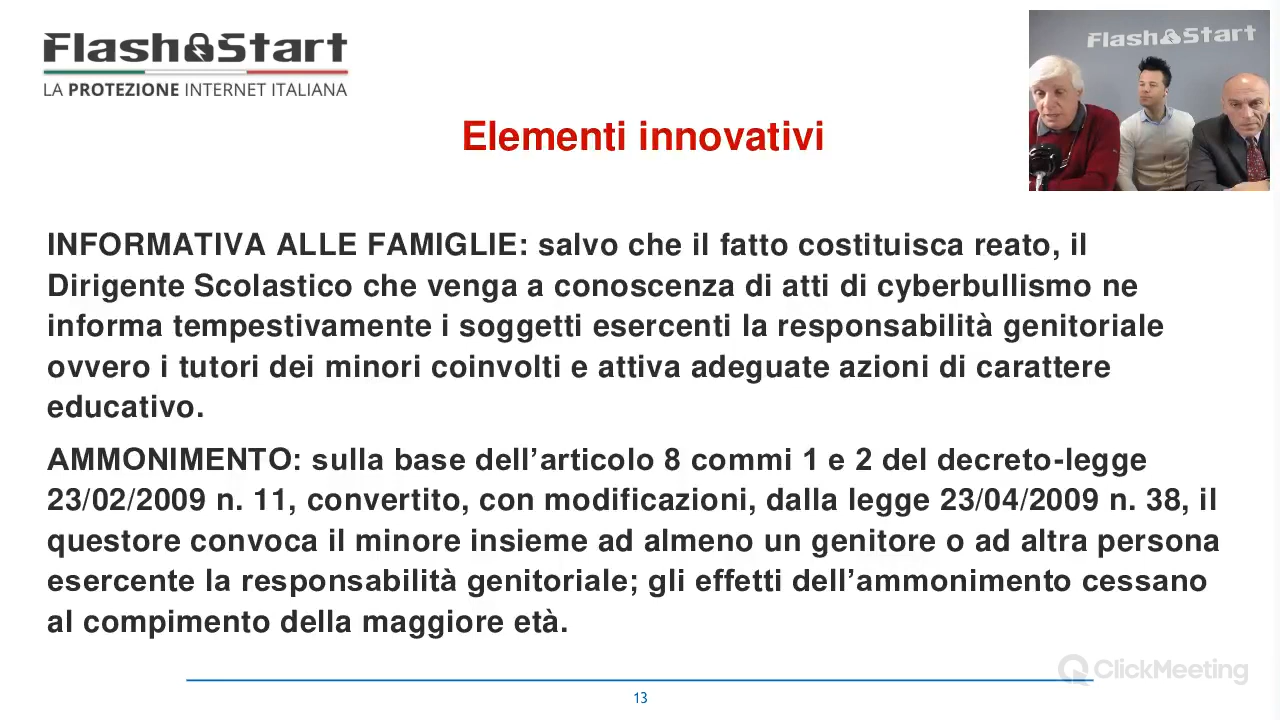 Flash Start
LA PROTEZIONE INTERNET ITALIANA
Flash Start
Elementi innovativi
INFORMATIVA ALLE FAMIGLIE: salvo che il fatto costituisca reato, il
Dirigente Scolastico che venga a conoscenza di atti di cyberbullismo ne
informa tempestivamente i soggetti esercenti la responsabilità genitoriale
ovvero i tutori dei minori coinvolti e attiva adeguate azioni di carattere
educativo.
AMMONIMENTO: sulla base dell’articolo 8 commi 1 e 2 del decreto-legge
23/02/2009 n. 11, convertito, con modificazioni, dalla legge 23/04/2009 n. 38, il
questore convoca il minore insieme ad almeno un genitore o ad altra persona
esercente la responsabilità genitoriale; gli effetti dell’ammonimento cessano
al compimento della maggiore età.
ClickMeeting
13